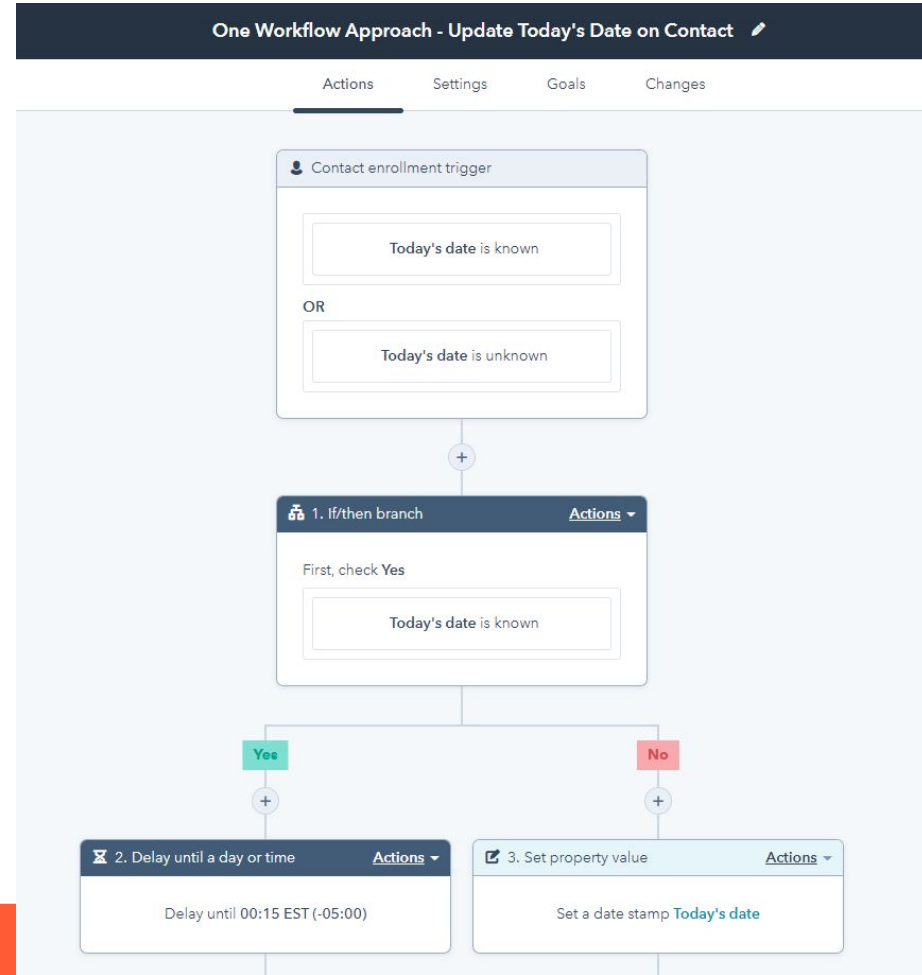 One Workflow Approach - Update Today's Date on Contact
Actions Settings Goals Changes
Contact enrollment trigger
Today's date is known
OR
Today's date is unknown
1. If/then branch Actions
First, check Yes
Today's date is known
Yes No
2. Delay until a day or time Actions
Delay until 00:15 EST (-05:00)
3. Set property value Actions
Set a date stamp Today's date